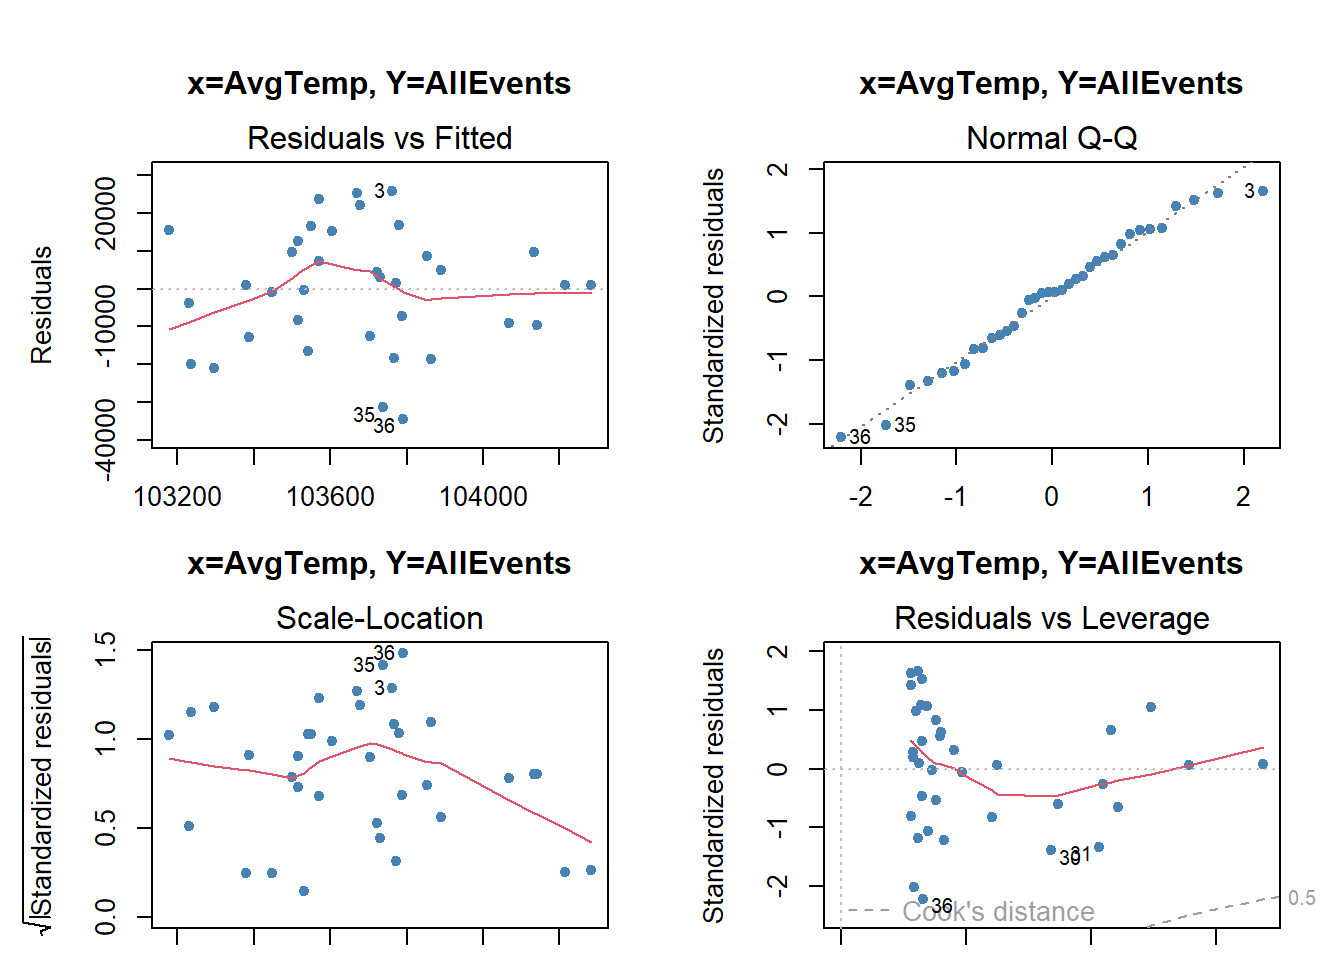 x=AvgTemp, Y=AllEvents
Residuals vs Fitted
Residuals
20000
-10000
-40000
3
35
36
103200 103600 104000
x=AvgTemp, Y=AllEvents
Normal Q-Q
Standardized residuals
2
1
0
-1
-2
3
36
35
-2 -1 0 1 2
x=AvgTemp, Y=AllEvents
Scale-Location
√|Standardized residuals|
1.5
1.0
0.5
0.0
36
35
3
x=AvgTemp, Y=AllEvents
Residuals vs Leverage
Standardized residuals
2
1
0
-1
-2
30
31
36
Cook's distance
0.5